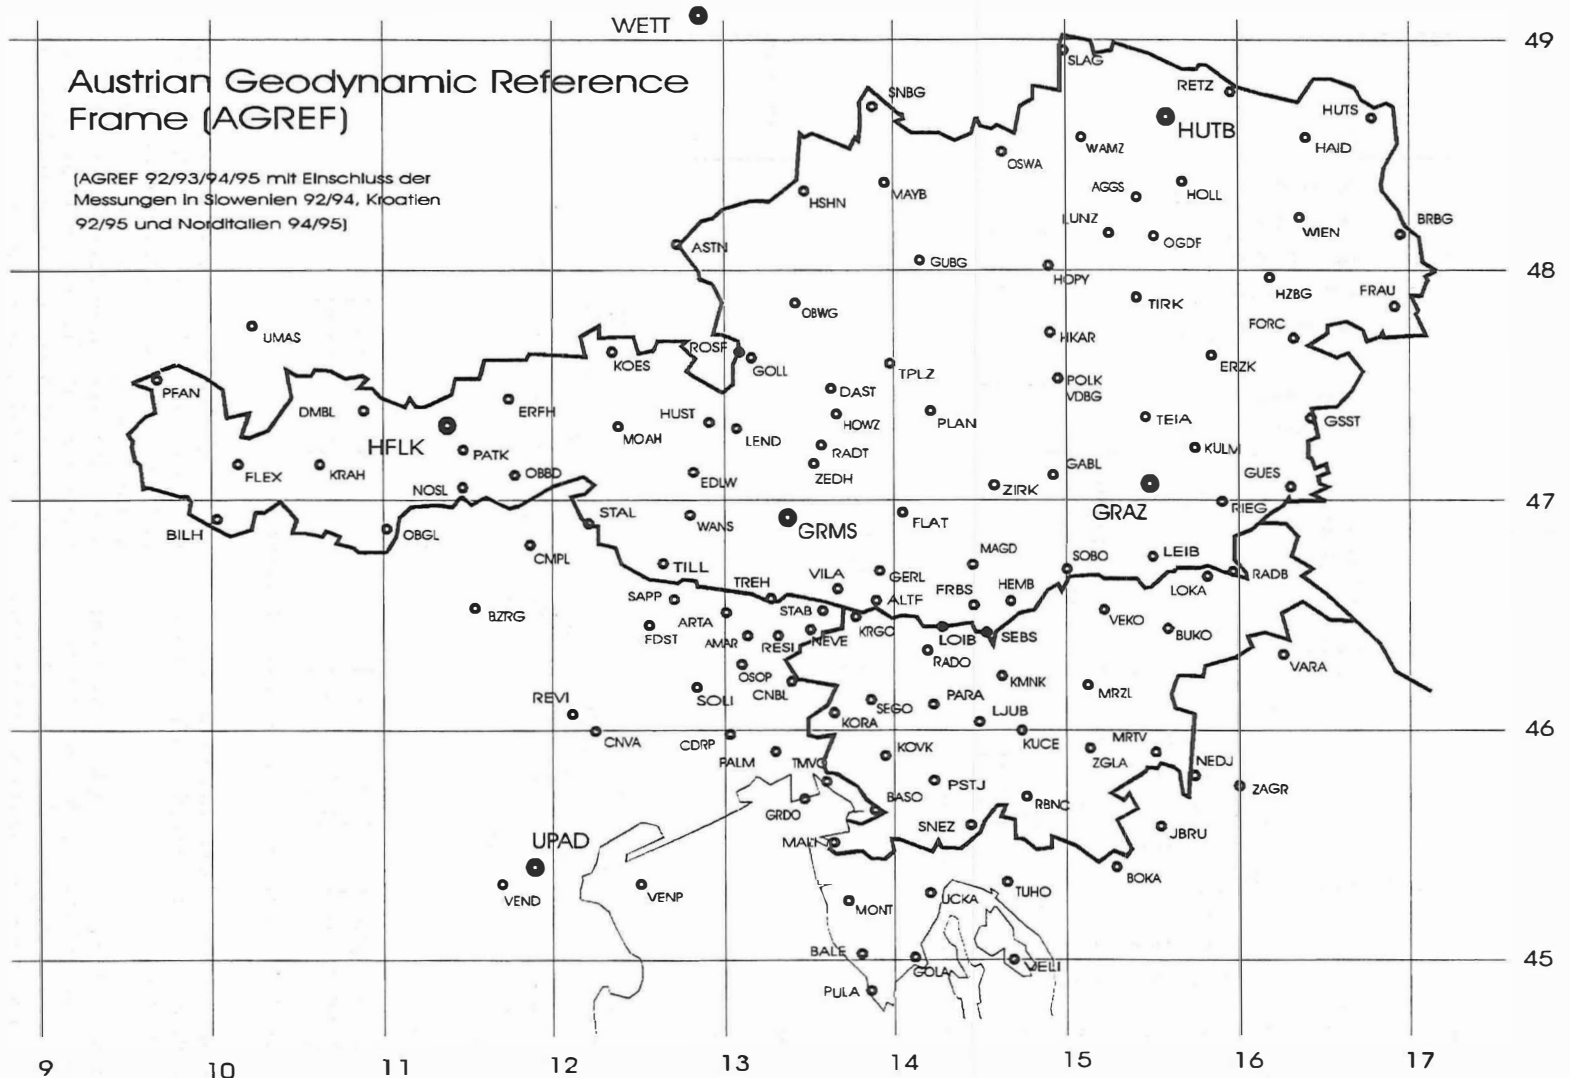 WETT
49
Austrian Geodynamic Reference
Frame (AGREF)
(AGREF 92/93/94/95 mit Einschluss der
Messungen in Slowenien 92/94, Kroatien
92/95 und Norditalien 94/95)
SLAG
RETZ
SNBG
HUTS
HUTB
WAMZ
HAID
OSWA
AGGS
HOLL
MAYB
HSHN
LUNZ
WIEN
BRBG
OGDF
ASTN
GUBG
48
HOPY
HZBG
FRAU
TIRK
OBWG
FORC
UMAS
HKAR
ROSF
KOES
GOLL
ERZK
TPLZ
POLK
PFAN
DAST
VDBG
DMBL
ERFH
HUST
HOWZ
PLAN
TEIA
GSST
MOAH
LEND
HFLK
PATK
RADT
KULM
GABL
GUES
FLEX
KRAH
OBBD
EDLW
ZEDH
NOSL
ZIRK
47
RIEG
STAL
WANS
GRMS
FLAT
GRAZ
BILH
OBGL
CMPL
MAGD
SOBO
LEIB
TILL
TREH
VILA
GERL
RADB
FRBS
HEMB
LOKA
SAPP
ALTF
BZRG
ARTA
STAB
VEKO
FDST
AMAR
RESI
NEVE
KRGO
LOIB
SEBS
BUKO
RADO
VARA
OSOP
KMNK
CNBL
MRZL
REVI
SOLI
PARA
SEGO
LJUB
KORA
46
CNVA
CDRP
KUCE
MRTV
KOVK
ZGLA
NEDJ
PALM
TMVO
PSTJ
ZAGR
BASO
RBNC
GRDO
SNEZ
JBRU
UPAD
MALI
BOKA
VEND
VENP
TUHO
UCKA
MONT
BALE
GOLA
VELI
45
PULA
9
10
11
12
13
14
15
16
17